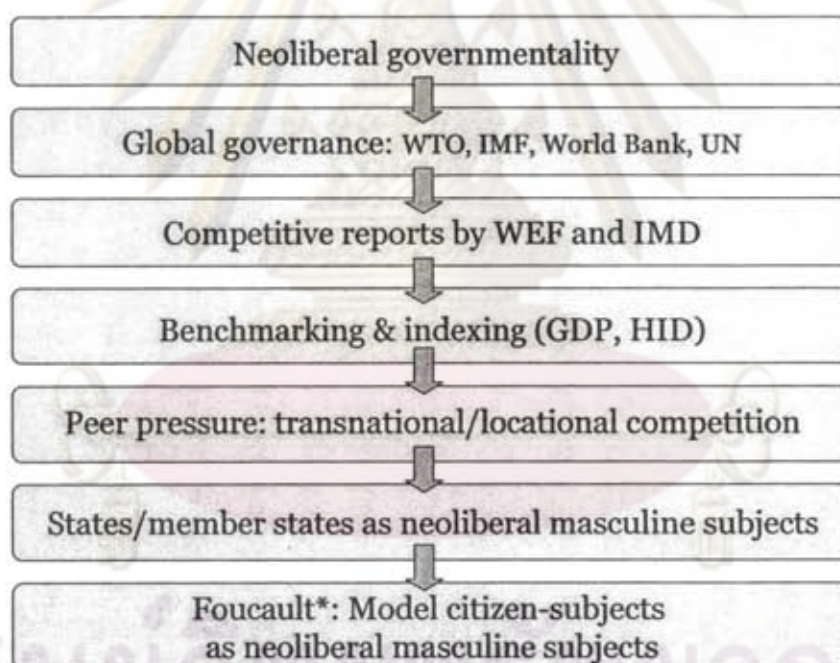 Neoliberal governmentality
Global governance: WTO, IMF, World Bank, UN
Competitive reports by WEF and IMD
Benchmarking & indexing (GDP, HID)
Peer pressure: transnational/locational competition
States/member states as neoliberal masculine subjects
Foucault*: Model citizen-subjects
as neoliberal masculine subjects